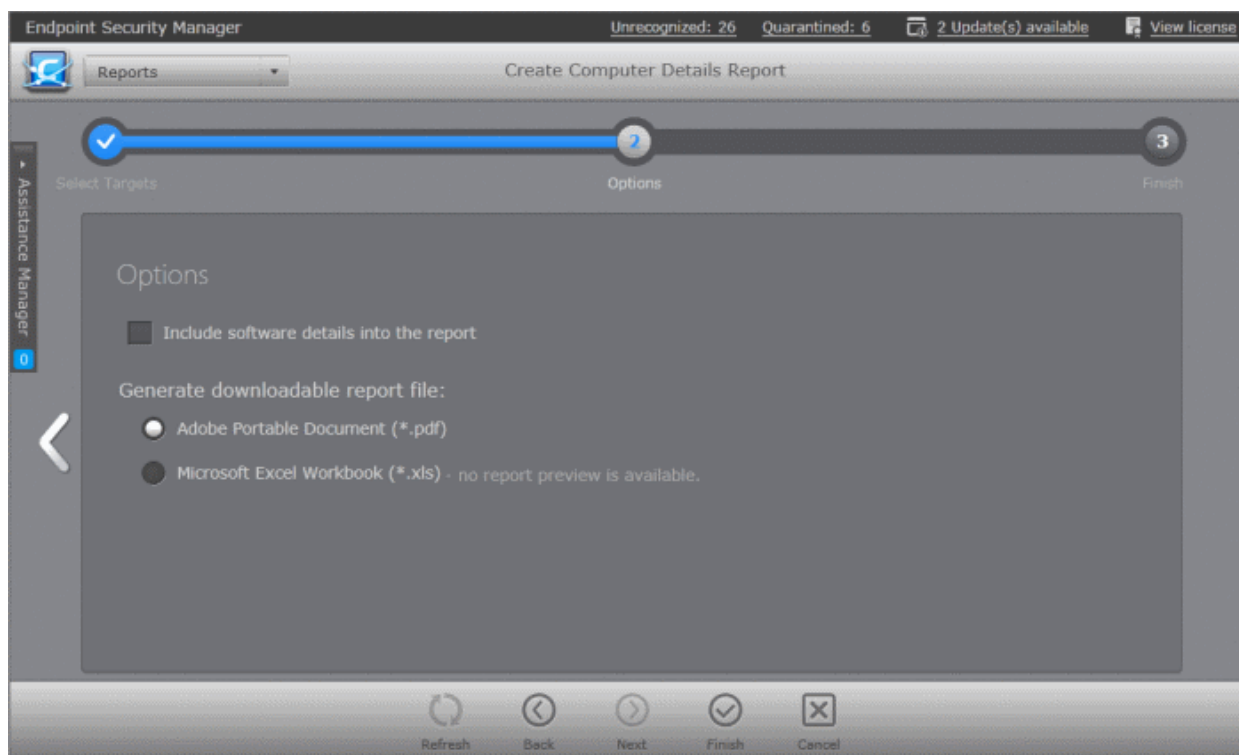 Endpoint Security Manager
Unrecognized: 26
Quarantined: 6
2 Update(s) available
View license
Reports
Create Computer Details Report
2
3
Select Targets
Options
Finish
Assistance Manager
0
Options
Include software details into the report
Generate downloadable report file:
Adobe Portable Document (*.pdf)
Microsoft Excel Workbook (*.xls) - no report preview is available.
Refresh
Back
Next
Finish
Cancel